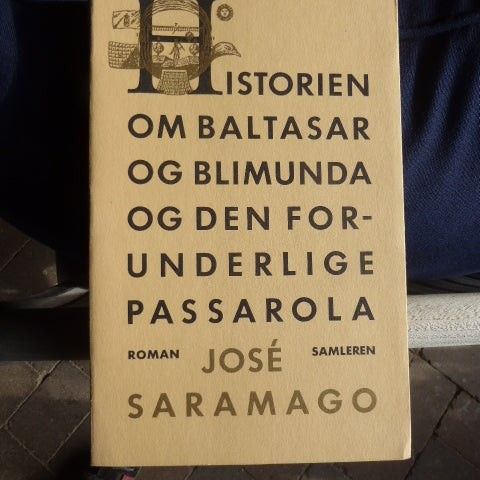 HISTORIEN
OM BALTASAR
OG BLIMUNDA
OG DEN FOR-
UNDERLIGE
PASSAROLA
ROMAN JOSÉ SAMLEREN
SARAMAGO